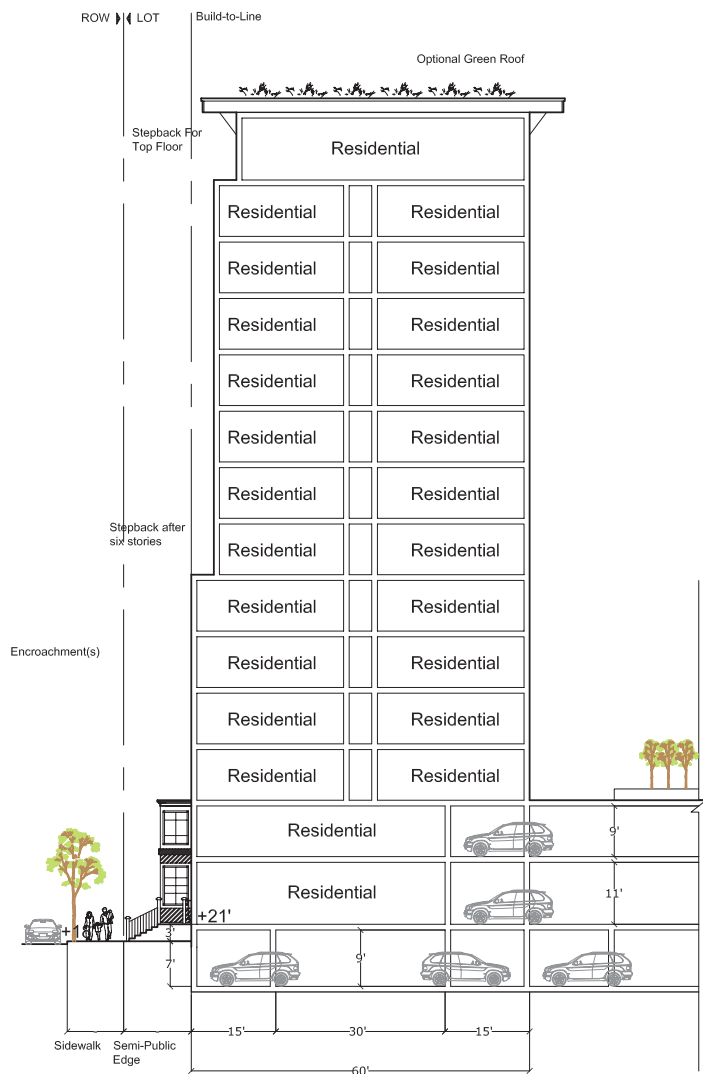 ROW LOT Build-to-Line
Optional Green Roof
Stepback For
Top Floor
Residential
Residential Residential
Residential Residential
Residential Residential
Residential Residential
Residential Residential
Residential Residential
Residential Residential
Stepback after
six stories
Residential Residential
Encroachment(s)
Residential Residential
Residential Residential
Residential Residential
Residential 9'
Residential 11'
+21'
3'
7' 9'
15' 30' 15'
Sidewalk Semi-Public
Edge
60'